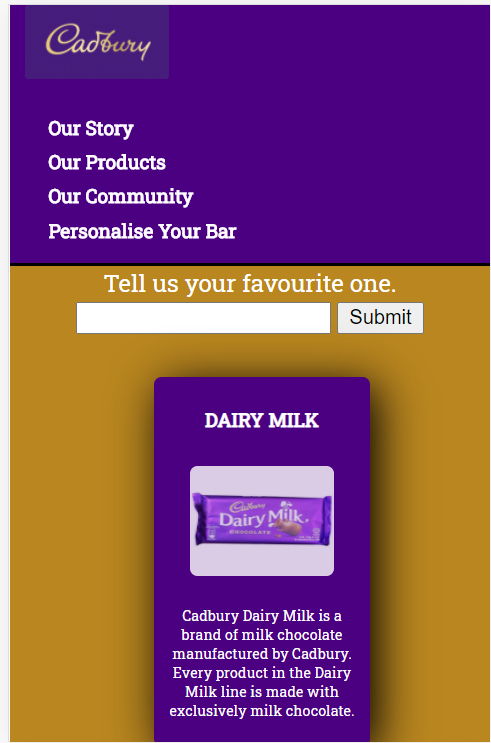 Cadbury
Our Story
Our Products
Our Community
Personalise Your Bar
Tell us your favourite one.
Submit
DAIRY MILK
Cadbury
Dairy Milk
CHOCOLATE
Cadbury Dairy Milk is a
brand of milk chocolate
manufactured by Cadbury.
Every product in the Dairy
Milk line is made with
exclusively milk chocolate.